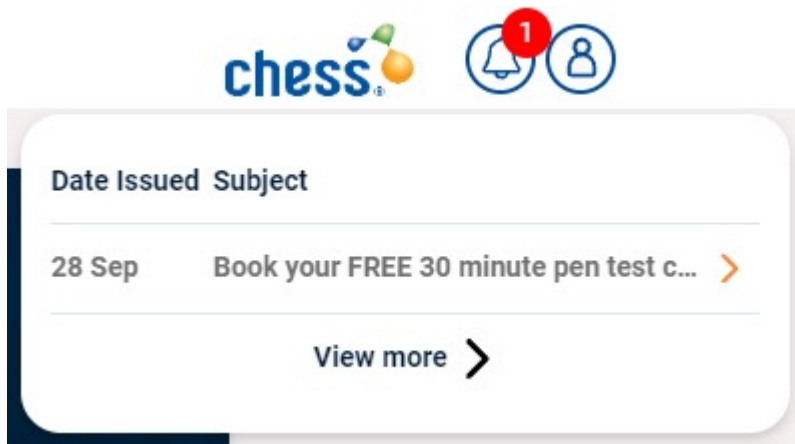 chess®
1
Date Issued Subject
28 Sep Book your FREE 30 minute pen test c...
View more